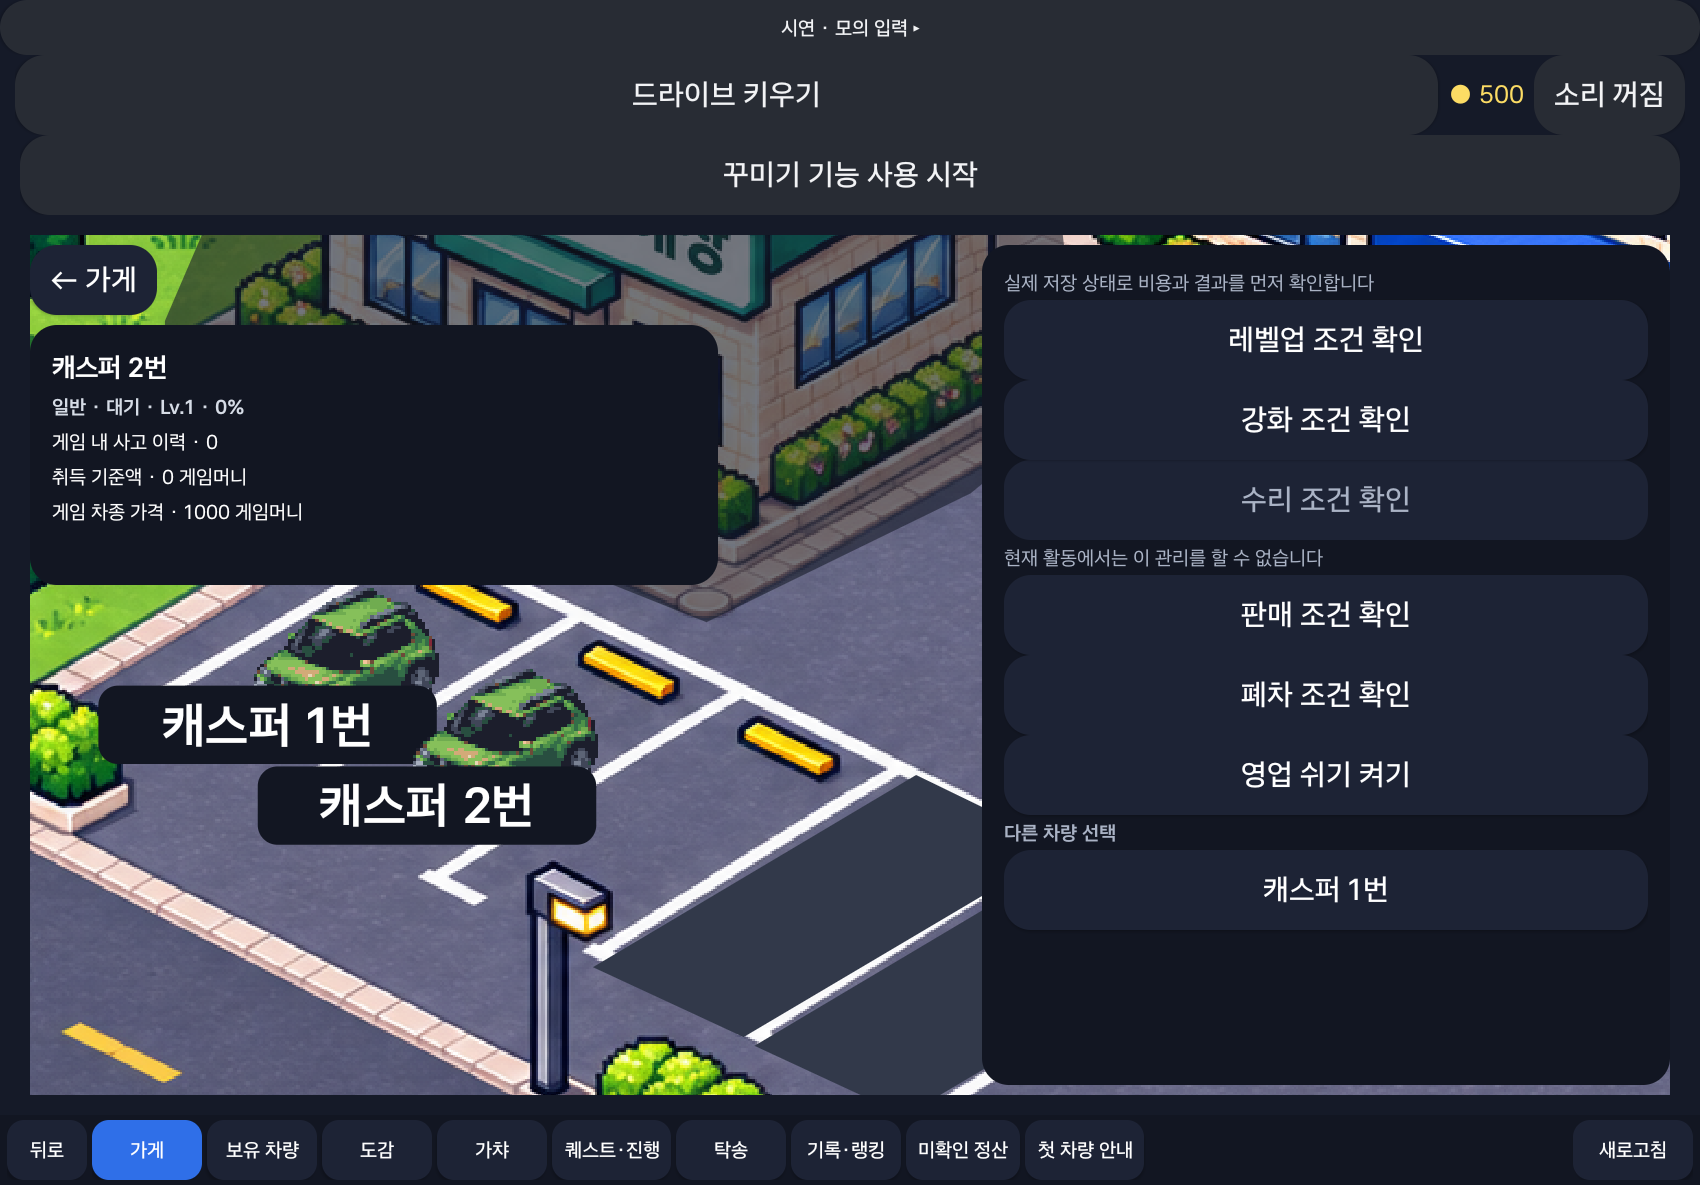 시연 · 모의 입력 ▸
드라이브 키우기
500
소리 꺼짐
꾸미기 기능 사용 시작
← 가게
캐스퍼 2번
일반 · 대기 · Lv.1 · 0%
게임 내 사고 이력 · 0
취득 기준액 · 0 게임머니
게임 차종 가격 · 1000 게임머니
캐스퍼 1번
캐스퍼 2번
실제 저장 상태로 비용과 결과를 먼저 확인합니다
레벨업 조건 확인
강화 조건 확인
수리 조건 확인
현재 활동에서는 이 관리를 할 수 없습니다
판매 조건 확인
폐차 조건 확인
영업 쉬기 켜기
다른 차량 선택
캐스퍼 1번
뒤로
가게
보유 차량
도감
가챠
퀘스트·진행
탁송
기록·랭킹
미확인 정산
첫 차량 안내
새로고침